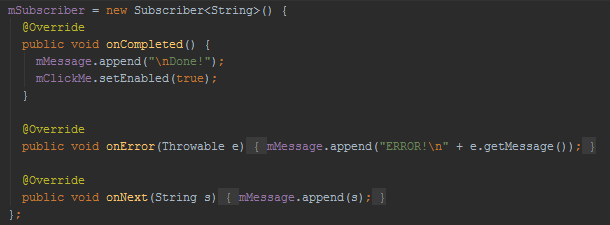 mSubscriber = new Subscriber<String>() {
@Override
public void onCompleted() {
mMessage.append("\nDone!");
mClickMe.setEnabled(true);
}
@Override
public void onError(Throwable e) { mMessage.append("ERROR!\n" + e.getMessage()); }
@Override
public void onNext(String s) { mMessage.append(s); }
};